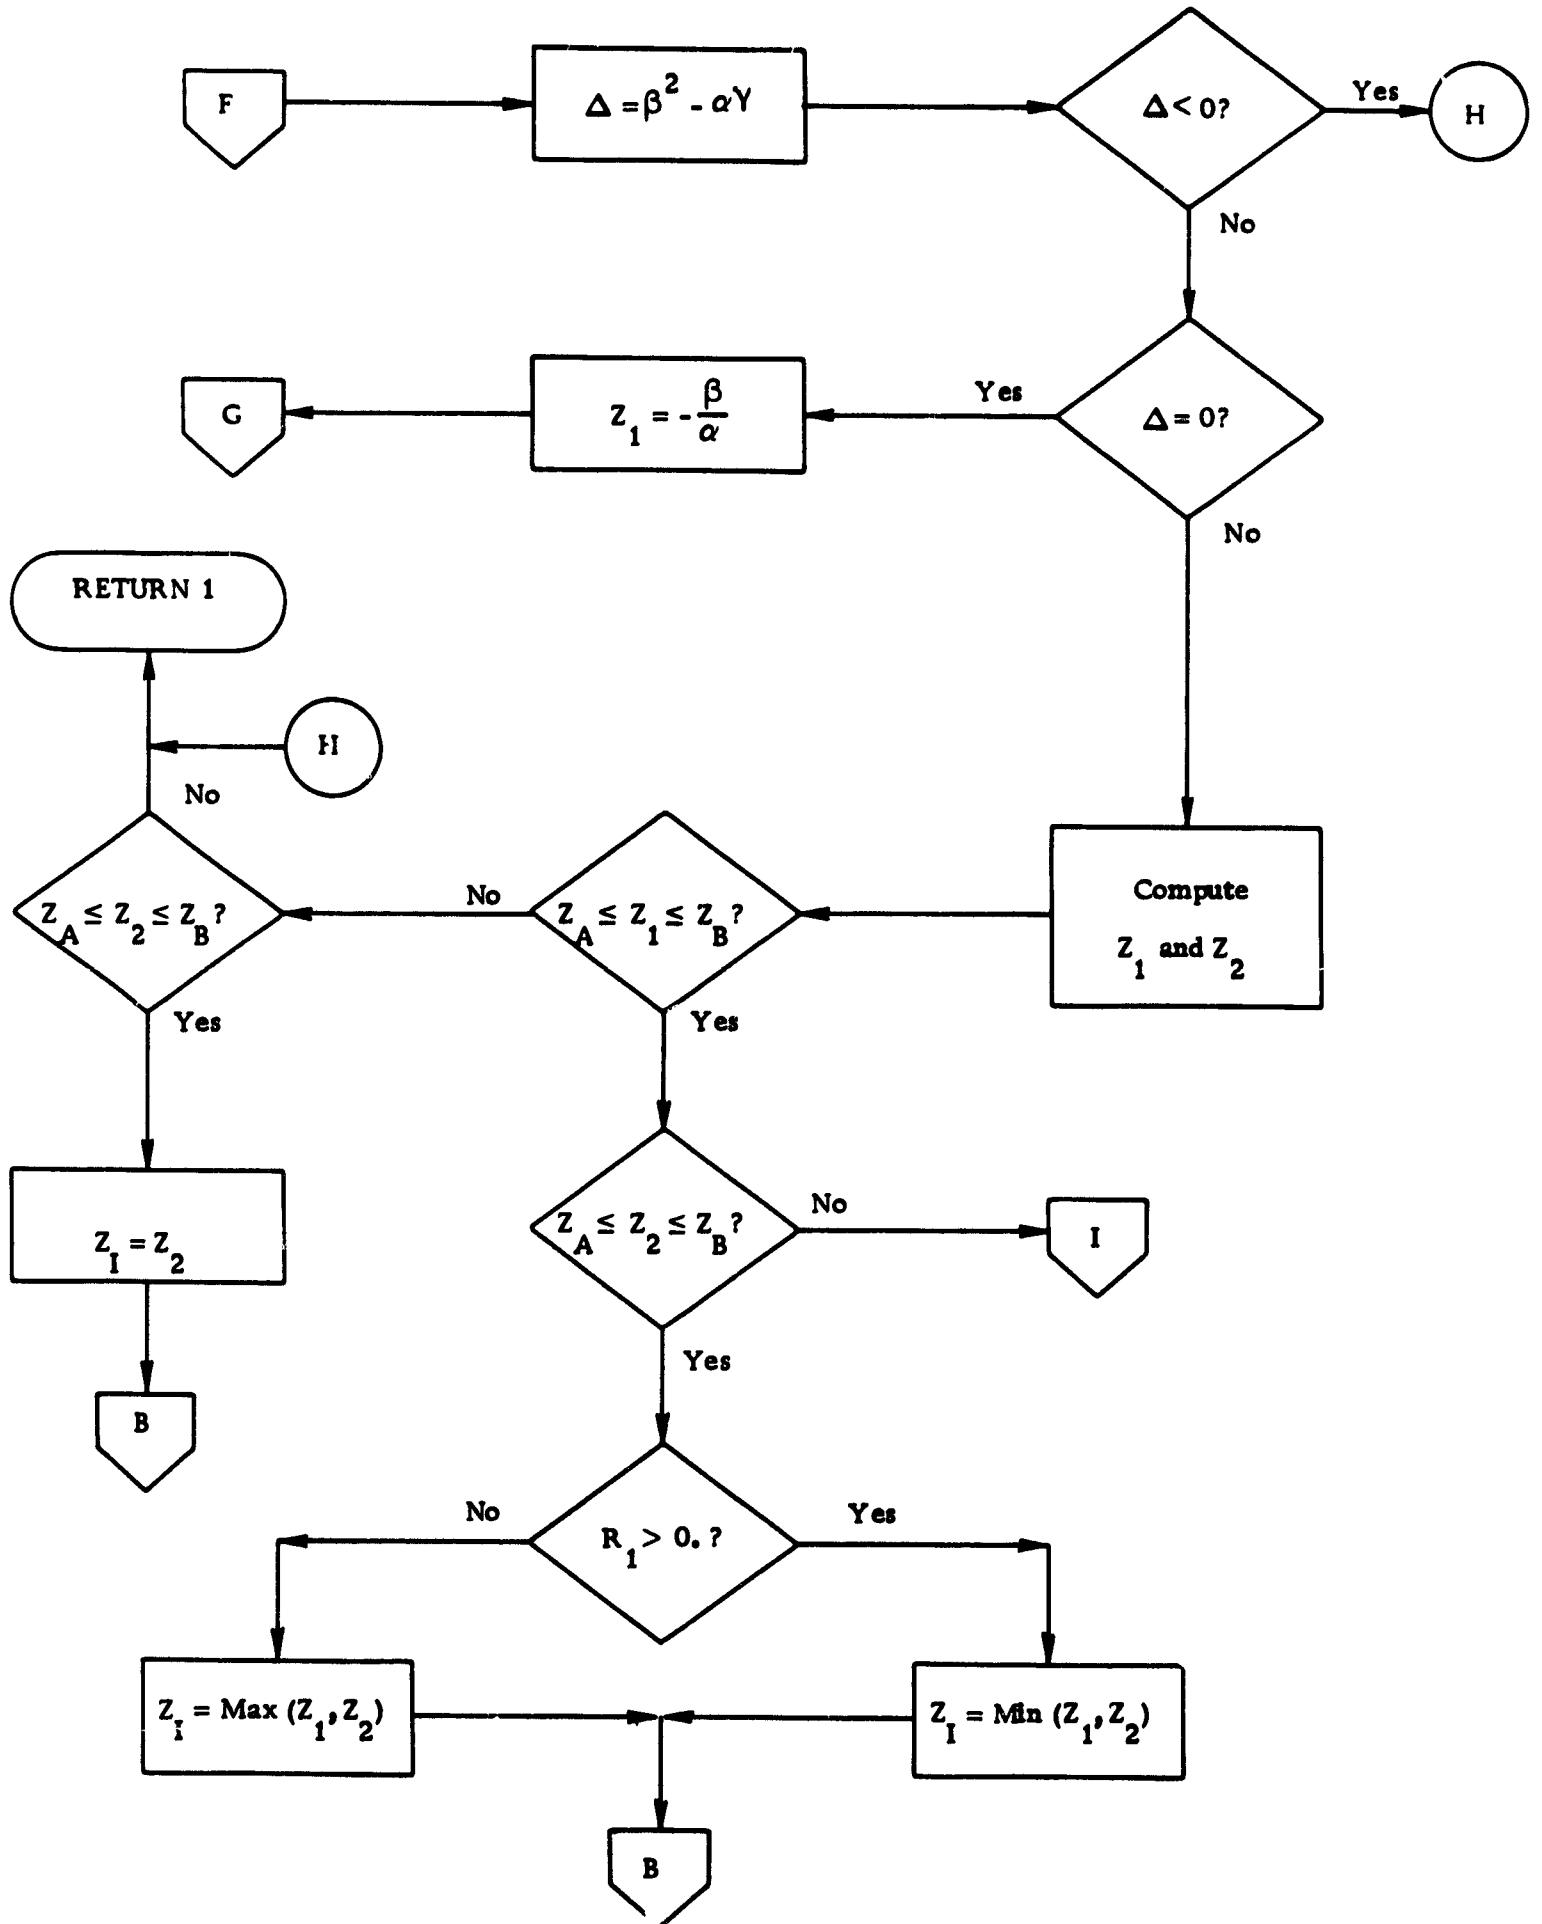 F
Δ = β² - αγ
Δ < 0?
Yes
H
No
G
Z₁ = - β/α
Yes
Δ = 0?
No
RETURN 1
H
No
Z_A ≤ Z₂ ≤ Z_B ?
No
Z_A ≤ Z₁ ≤ Z_B ?
Compute
Z₁ and Z₂
Yes
Yes
Z_I = Z₂
Z_A ≤ Z₂ ≤ Z_B ?
No
I
Yes
B
No
R₁ > 0. ?
Yes
Z_I = Max (Z₁, Z₂)
Z_I = Min (Z₁, Z₂)
B